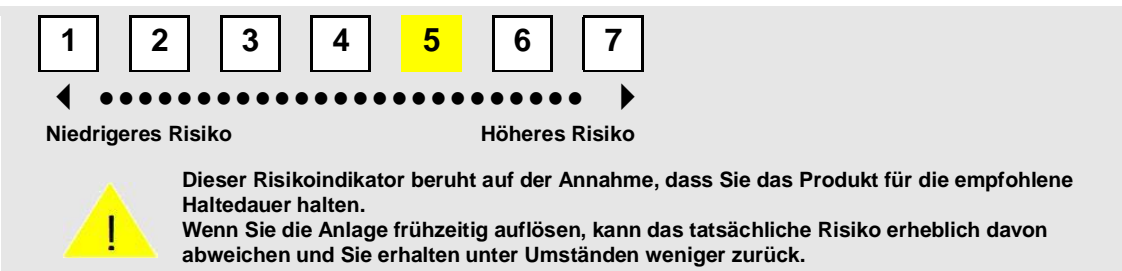 1 2 3 4 5 6 7
Niedrigeres Risiko Höheres Risiko
Dieser Risikoindikator beruht auf der Annahme, dass Sie das Produkt für die empfohlene
Haltedauer halten.
Wenn Sie die Anlage frühzeitig auflösen, kann das tatsächliche Risiko erheblich davon
abweichen und Sie erhalten unter Umständen weniger zurück.
!